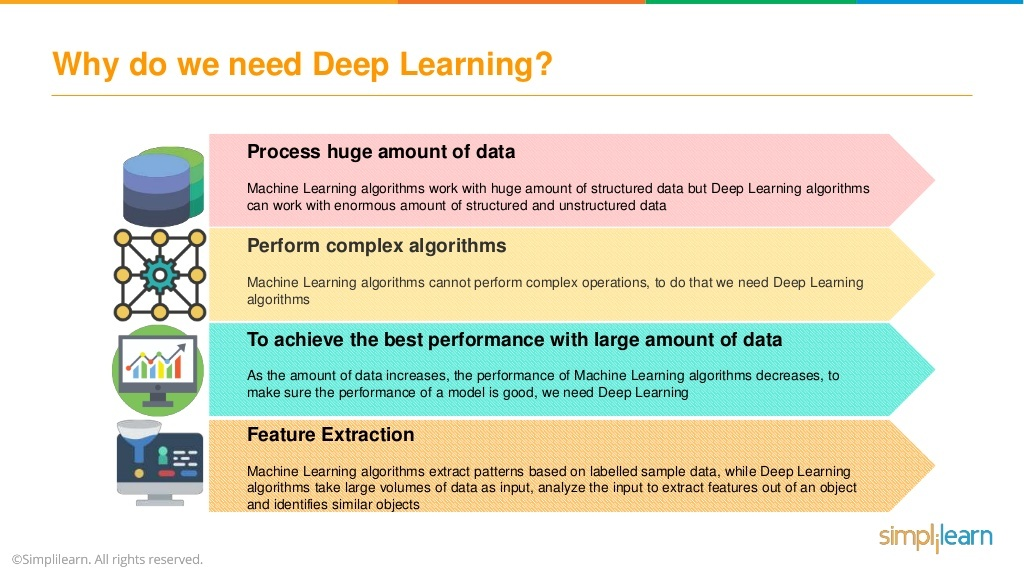 Why do we need Deep Learning?
Process huge amount of data
Machine Learning algorithms work with huge amount of structured data but Deep Learning algorithms
can work with enormous amount of structured and unstructured data
Perform complex algorithms
Machine Learning algorithms cannot perform complex operations, to do that we need Deep Learning
algorithms
To achieve the best performance with large amount of data
As the amount of data increases, the performance of Machine Learning algorithms decreases, to
make sure the performance of a model is good, we need Deep Learning
Feature Extraction
Machine Learning algorithms extract patterns based on labelled sample data, while Deep Learning
algorithms take large volumes of data as input, analyze the input to extract features out of an object
and identifies similar objects
simplilearn
©Simplilearn. All rights reserved.